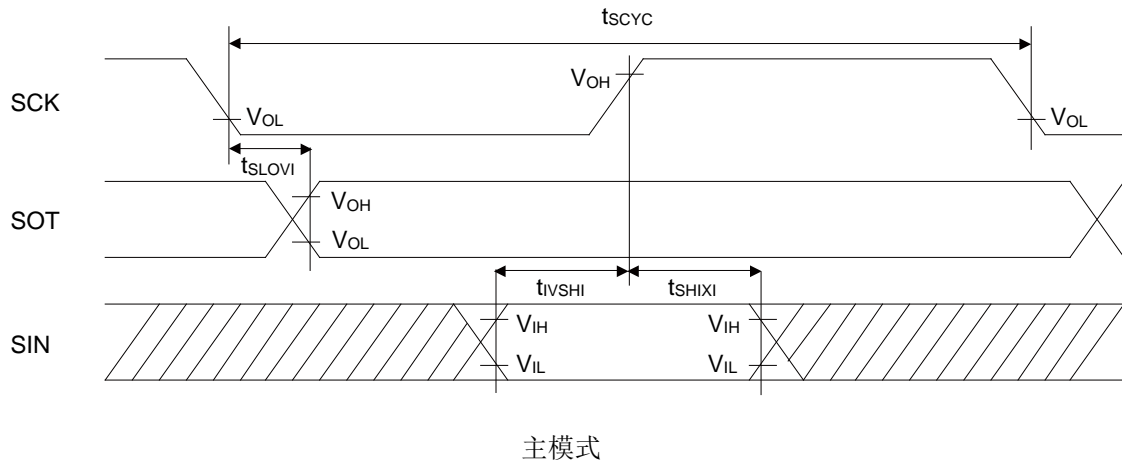 tSCYC
SCK
VOH
VOL
VOL
tSLOVI
SOT
VOH
VOL
tIVSHI
tSHIXI
SIN
VIH
VIH
VIL
VIL
主模式